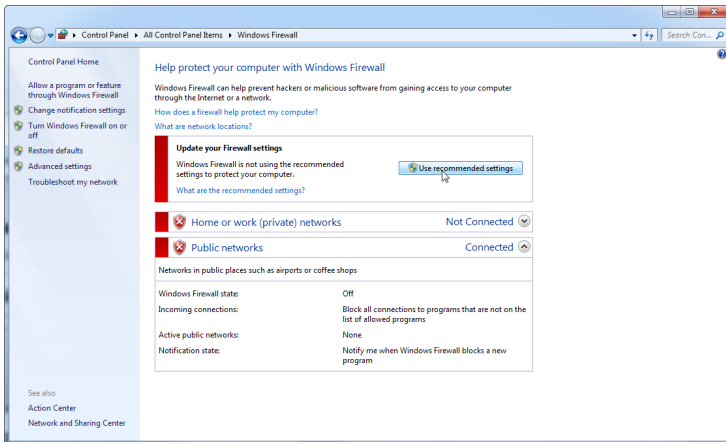 Control Panel ▸ All Control Panel Items ▸ Windows Firewall
Search Con...
Control Panel Home
Allow a program or feature
through Windows Firewall
Change notification settings
Turn Windows Firewall on or
off
Restore defaults
Advanced settings
Troubleshoot my network
See also
Action Center
Network and Sharing Center
Help protect your computer with Windows Firewall
Windows Firewall can help prevent hackers or malicious software from gaining access to your computer
through the Internet or a network.
How does a firewall help protect my computer?
What are network locations?
Update your Firewall settings
Windows Firewall is not using the recommended
settings to protect your computer.
What are the recommended settings?
Use recommended settings
Home or work (private) networks Not Connected
Public networks Connected
Networks in public places such as airports or coffee shops
Windows Firewall state: Off
Incoming connections: Block all connections to programs that are not on the
list of allowed programs
Active public networks: None
Notification state: Notify me when Windows Firewall blocks a new
program